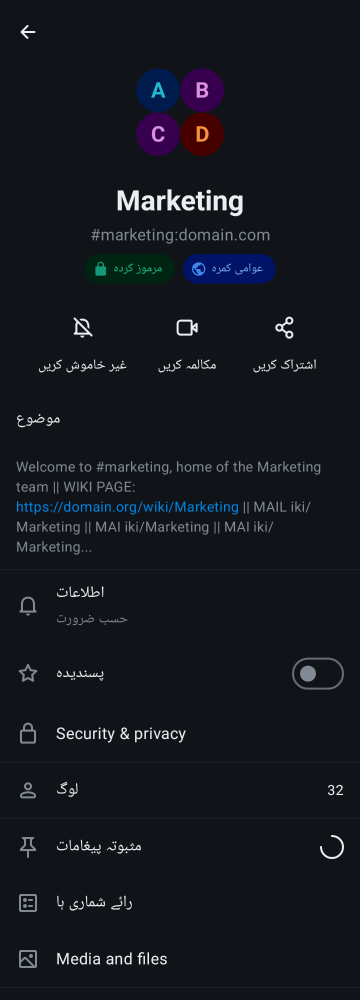 A B
C D
Marketing
#marketing:domain.com
مرموز کردہ عوامی کمرہ
غیر خاموش کریں مکالمہ کریں اشتراک کریں
موضوع
Welcome to #marketing, home of the Marketing
team || WIKI PAGE:
https://domain.org/wiki/Marketing || MAIL iki/
Marketing || MAI iki/Marketing || MAI iki/
Marketing...
اطلاعات
حسب ضرورت
پسندیدہ
Security & privacy
لوگ 32
مثبوتہ پیغامات
رائے شماری ہا
Media and files